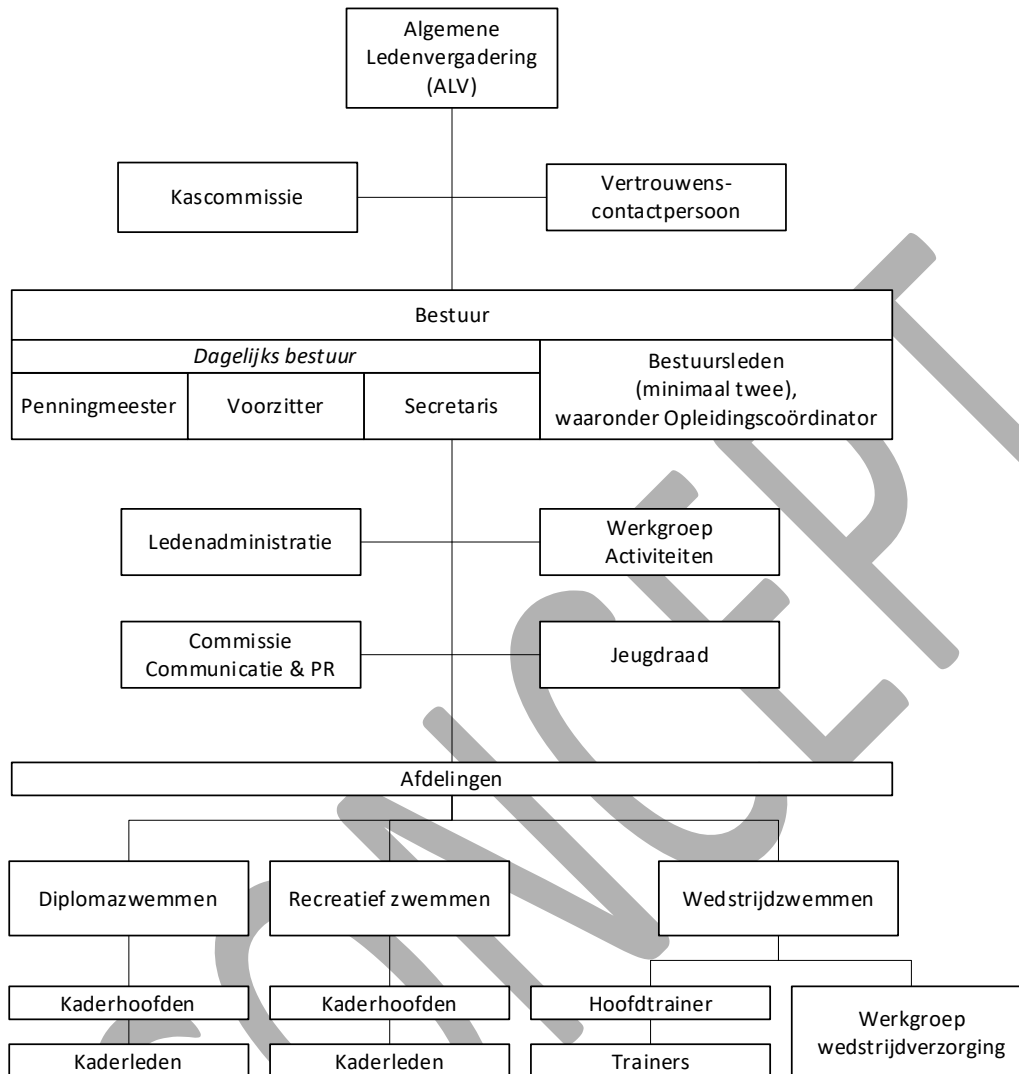 Algemene
Ledenvergadering
(ALV)
Kascommissie
Vertrouwens-
contactpersoon
Bestuur
Dagelijks bestuur
Bestuursleden
(minimaal twee),
waaronder Opleidingscoördinator
Penningmeester
Voorzitter
Secretaris
Ledenadministratie
Werkgroep
Activiteiten
Commissie
Communicatie & PR
Jeugdraad
Afdelingen
Diplomazwemmen
Recreatief zwemmen
Wedstrijdzwemmen
Kaderhoofden
Kaderhoofden
Hoofdtrainer
Werkgroep
wedstrijdverzorging
Kaderleden
Kaderleden
Trainers
CONCEPT